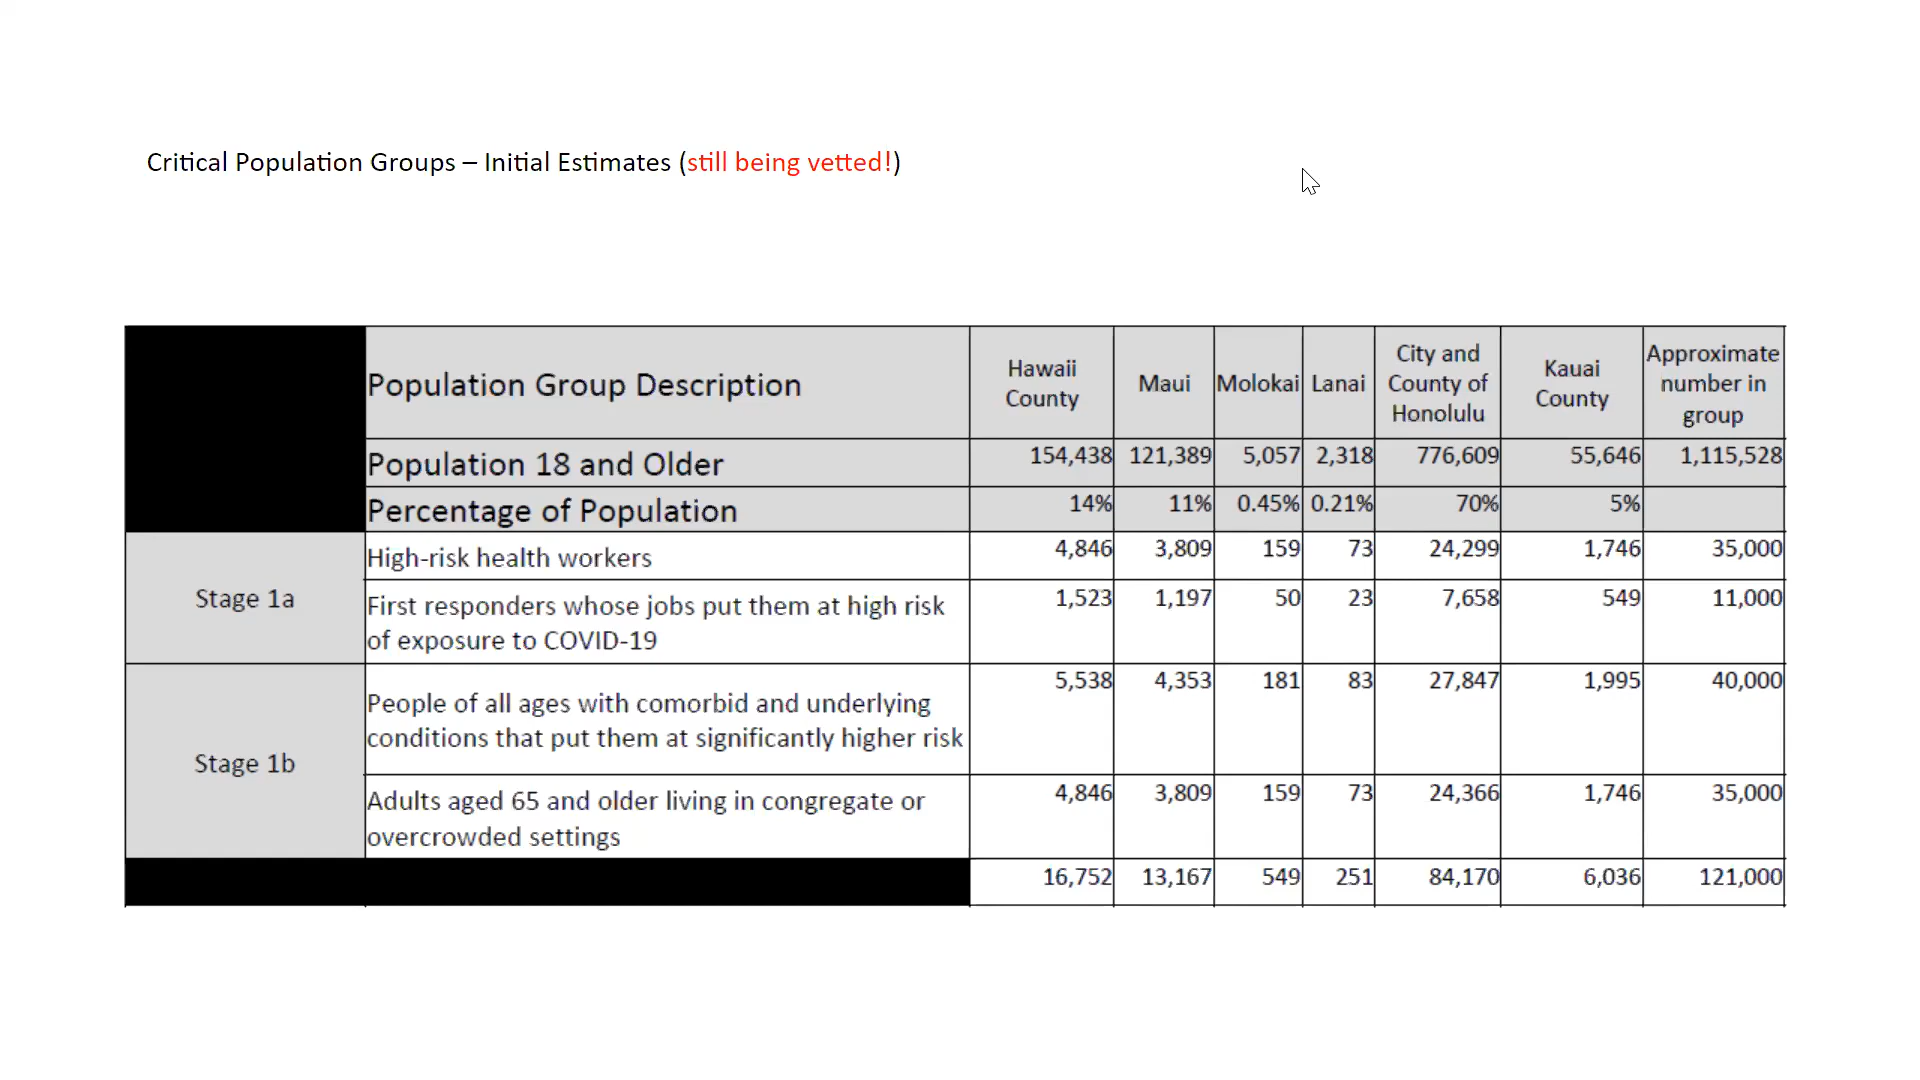 Critical Population Groups – Initial Estimates (still being vetted!)
Population Group Description Hawaii County Maui Molokai Lanai City and County of Honolulu Kauai County Approximate number in group
Population 18 and Older 154,438 121,389 5,057 2,318 776,609 55,646 1,115,528
Percentage of Population 14% 11% 0.45% 0.21% 70% 5%
Stage 1a
High-risk health workers 4,846 3,809 159 73 24,299 1,746 35,000
First responders whose jobs put them at high risk
of exposure to COVID-19 1,523 1,197 50 23 7,658 549 11,000
Stage 1b
People of all ages with comorbid and underlying
conditions that put them at significantly higher risk 5,538 4,353 181 83 27,847 1,995 40,000
Adults aged 65 and older living in congregate or
overcrowded settings 4,846 3,809 159 73 24,366 1,746 35,000
16,752 13,167 549 251 84,170 6,036 121,000